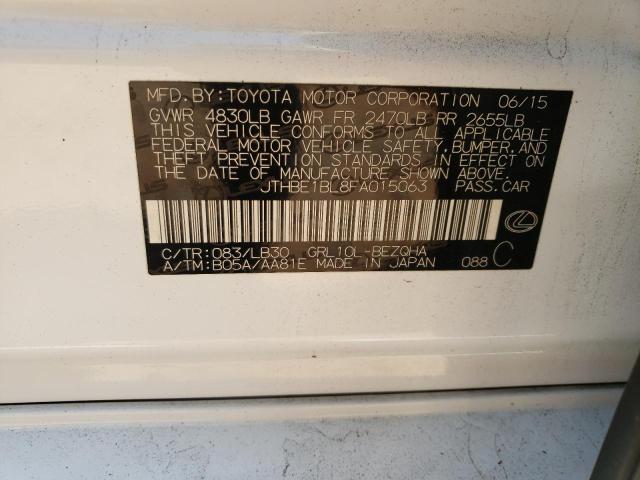 MFD.BY:TOYOTA MOTOR CORPORATION 06/15
GVWR 4830LB GAWR FR 2470LB RR 2655LB
THIS VEHICLE CONFORMS TO ALL APPLICABLE
FEDERAL MOTOR VEHICLE SAFETY,BUMPER,AND
THEFT PREVENTION STANDARDS IN EFFECT ON
THE DATE OF MANUFACTURE SHOWN ABOVE.
JTHBE1BL8FA015063 PASS.CAR
C/TR:083/LB30 GRL10L-BEZQHA
A/TM:B05A/AA81E MADE IN JAPAN 088 C